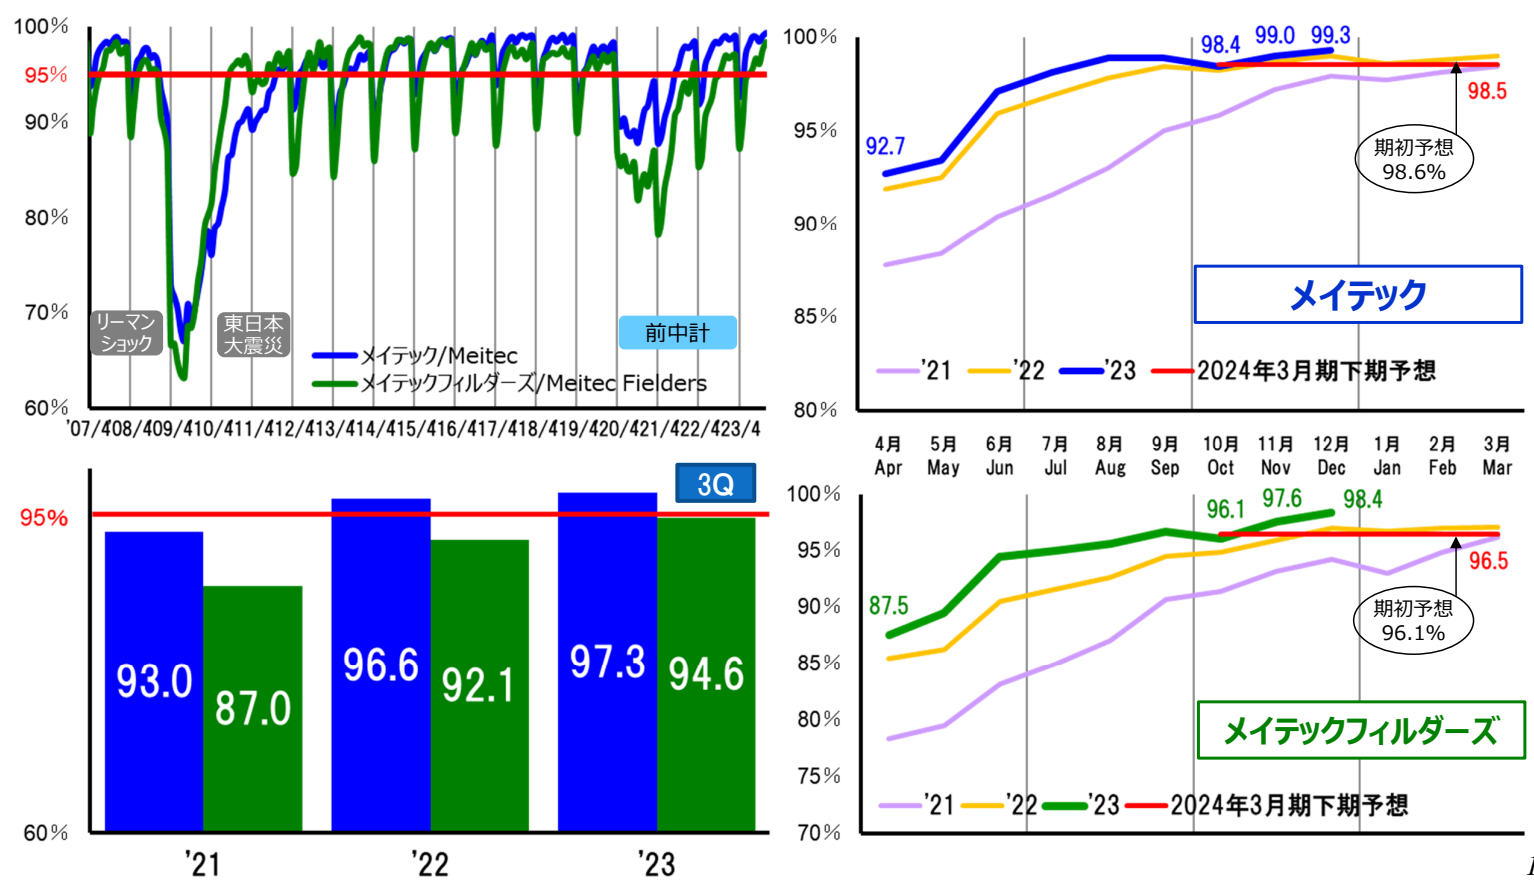 100%
95%
90%
80%
70%
60%
リーマン
ショック
東日本
大震災
前中計
メイテック/Meitec
メイテックフィルダーズ/Meitec Fielders
'07/4 08/4 09/4 10/4 11/4 12/4 13/4 14/4 15/4 16/4 17/4 18/4 19/4 20/4 21/4 22/4 23/4
3Q
95%
60%
93.0
87.0
96.6
92.1
97.3
94.6
'21
'22
'23
100%
95%
90%
85%
80%
92.7
98.4
99.0
99.3
98.5
期初予想
98.6%
メイテック
'21
'22
'23
2024年3月期下期予想
4月 5月 6月 7月 8月 9月 10月 11月 12月 1月 2月 3月
Apr May Jun Jul Aug Sep Oct Nov Dec Jan Feb Mar
100%
95%
90%
85%
80%
75%
70%
87.5
96.1
97.6
98.4
96.5
期初予想
96.1%
メイテックフィルダーズ
'21
'22
'23
2024年3月期下期予想